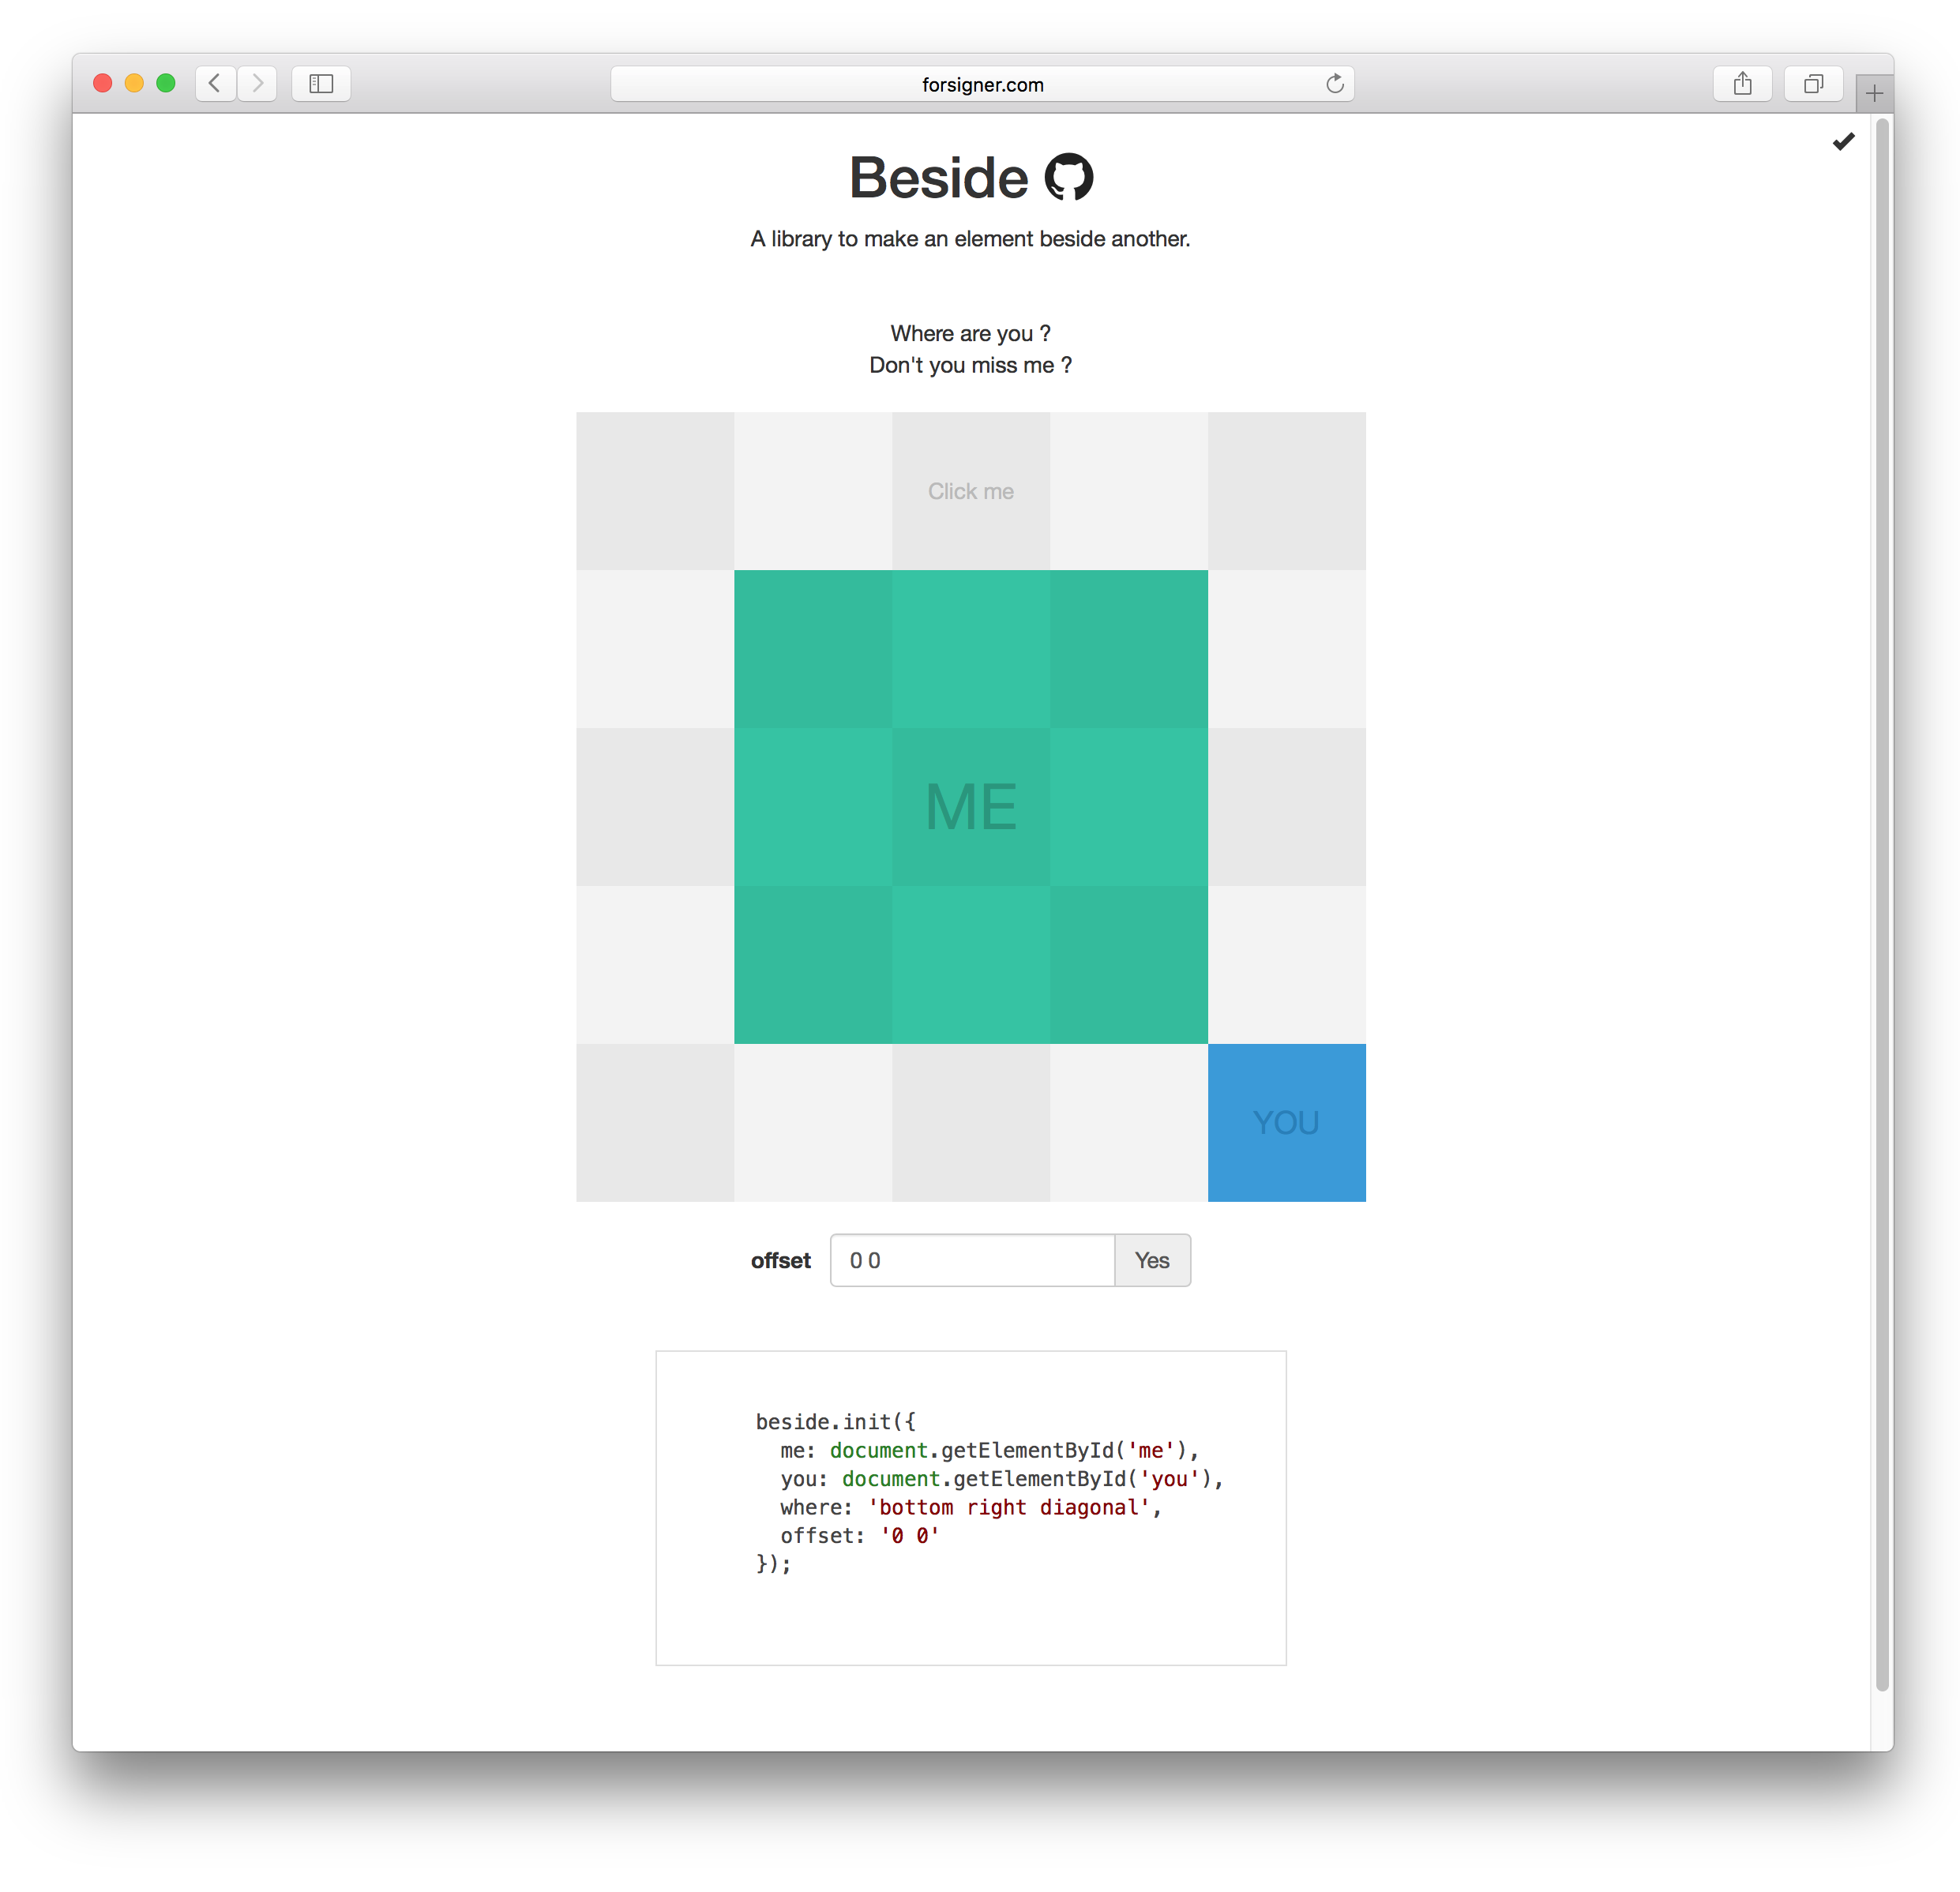 forsigner.com
Beside
A library to make an element beside another.
Where are you ?
Don't you miss me ?
Click me
ME
YOU
offset 0 0 Yes
beside.init({
  me: document.getElementById('me'),
  you: document.getElementById('you'),
  where: 'bottom right diagonal',
  offset: '0 0'
});